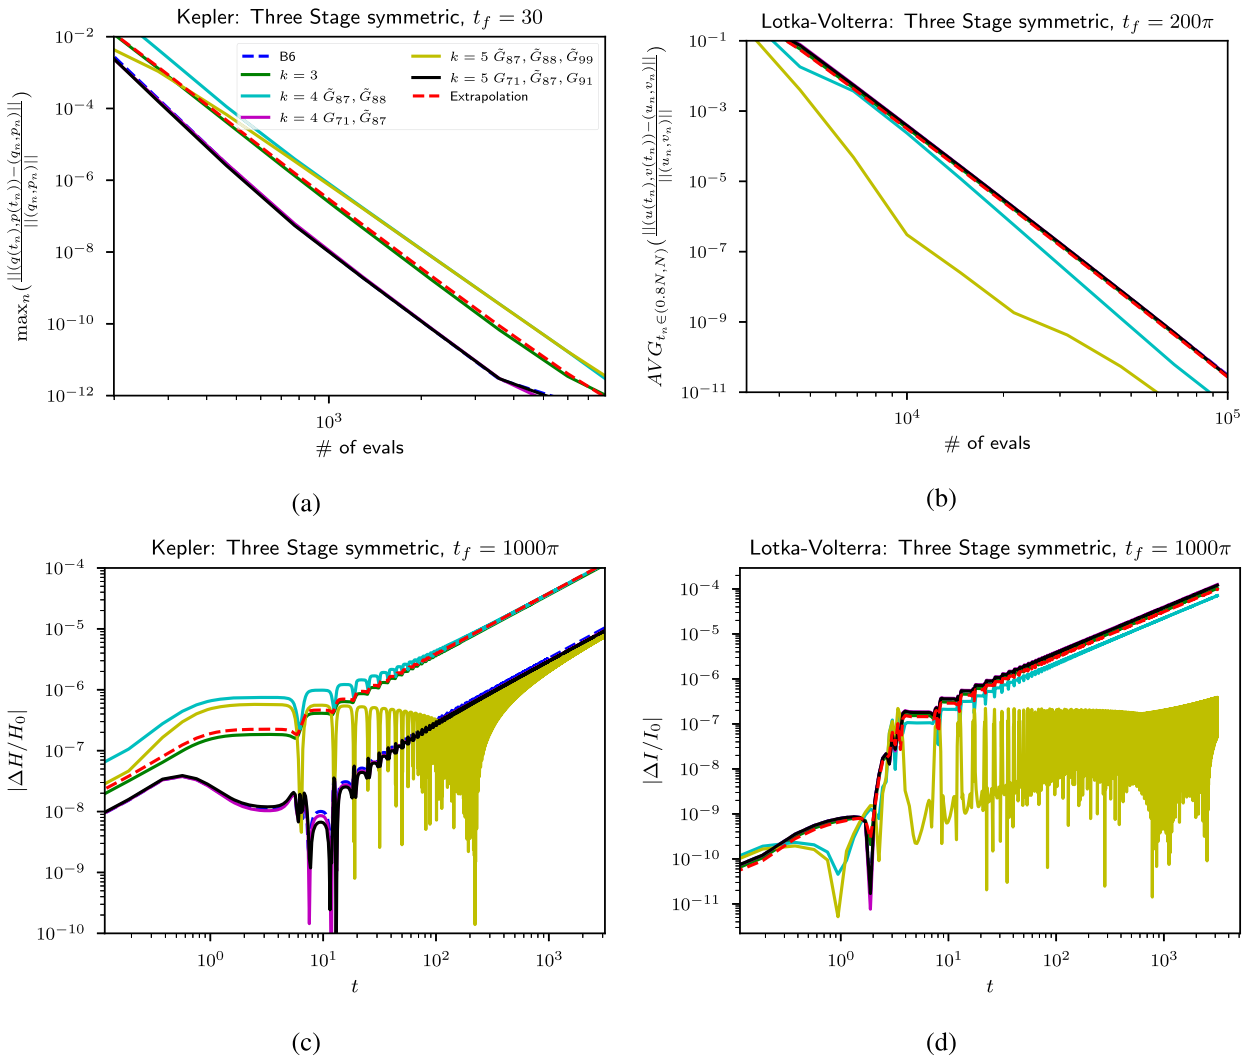 Kepler: Three Stage symmetric, $t_f = 30$
$10^{-2}$
$10^{-4}$
$10^{-6}$
$10^{-8}$
$10^{-10}$
$10^{-12}$
$\max_n(\frac{||(q(t_n),p(t_n))-(q_n,p_n)||}{||(q_n,p_n)||})$
B6
$k = 3$
$k = 4$ $\tilde{G}_{87}, \tilde{G}_{88}$
$k = 4$ $G_{71}, \tilde{G}_{87}$
$k = 5$ $\tilde{G}_{87}, \tilde{G}_{88}, \tilde{G}_{99}$
$k = 5$ $G_{71}, \tilde{G}_{87}, G_{91}$
Extrapolation
$10^3$
# of evals
(a)
Lotka-Volterra: Three Stage symmetric, $t_f = 200\pi$
$10^{-1}$
$10^{-3}$
$10^{-5}$
$10^{-7}$
$10^{-9}$
$10^{-11}$
$AVG_{t_n \in (0.8N,N)}(\frac{||(u(t_n),v(t_n))-(u_n,v_n)||}{||(u_n,v_n)||})$
$10^4$ $10^5$
# of evals
(b)
Kepler: Three Stage symmetric, $t_f = 1000\pi$
$10^{-4}$
$10^{-5}$
$10^{-6}$
$10^{-7}$
$10^{-8}$
$10^{-9}$
$10^{-10}$
$|\Delta H/H_0|$
$10^0$ $10^1$ $10^2$ $10^3$
$t$
(c)
Lotka-Volterra: Three Stage symmetric, $t_f = 1000\pi$
$10^{-4}$
$10^{-5}$
$10^{-6}$
$10^{-7}$
$10^{-8}$
$10^{-9}$
$10^{-10}$
$10^{-11}$
$|\Delta I/I_0|$
$10^0$ $10^1$ $10^2$ $10^3$
$t$
(d)